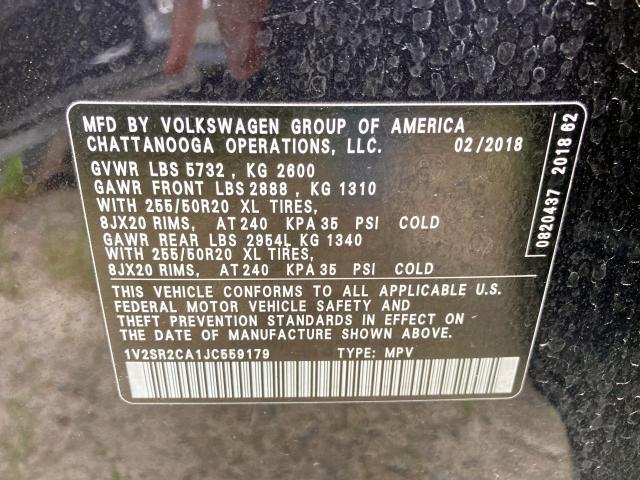 MFD BY VOLKSWAGEN GROUP OF AMERICA
CHATTANOOGA OPERATIONS, LLC. 02/2018
GVWR LBS 5732 , KG 2600
GAWR FRONT LBS 2888 , KG 1310
WITH 255/50R20 XL TIRES,
8JX20 RIMS, AT 240 KPA 35 PSI COLD
GAWR REAR LBS 2954L KG 1340
WITH 255/50R20 XL TIRES,
8JX20 RIMS, AT 240 KPA 35 PSI COLD
THIS VEHICLE CONFORMS TO ALL APPLICABLE U.S.
FEDERAL MOTOR VEHICLE SAFETY AND
THEFT PREVENTION STANDARDS IN EFFECT ON
THE DATE OF MANUFACTURE SHOWN ABOVE.
1V2SR2CA1JC559179 TYPE: MPV
0820437 2018 62